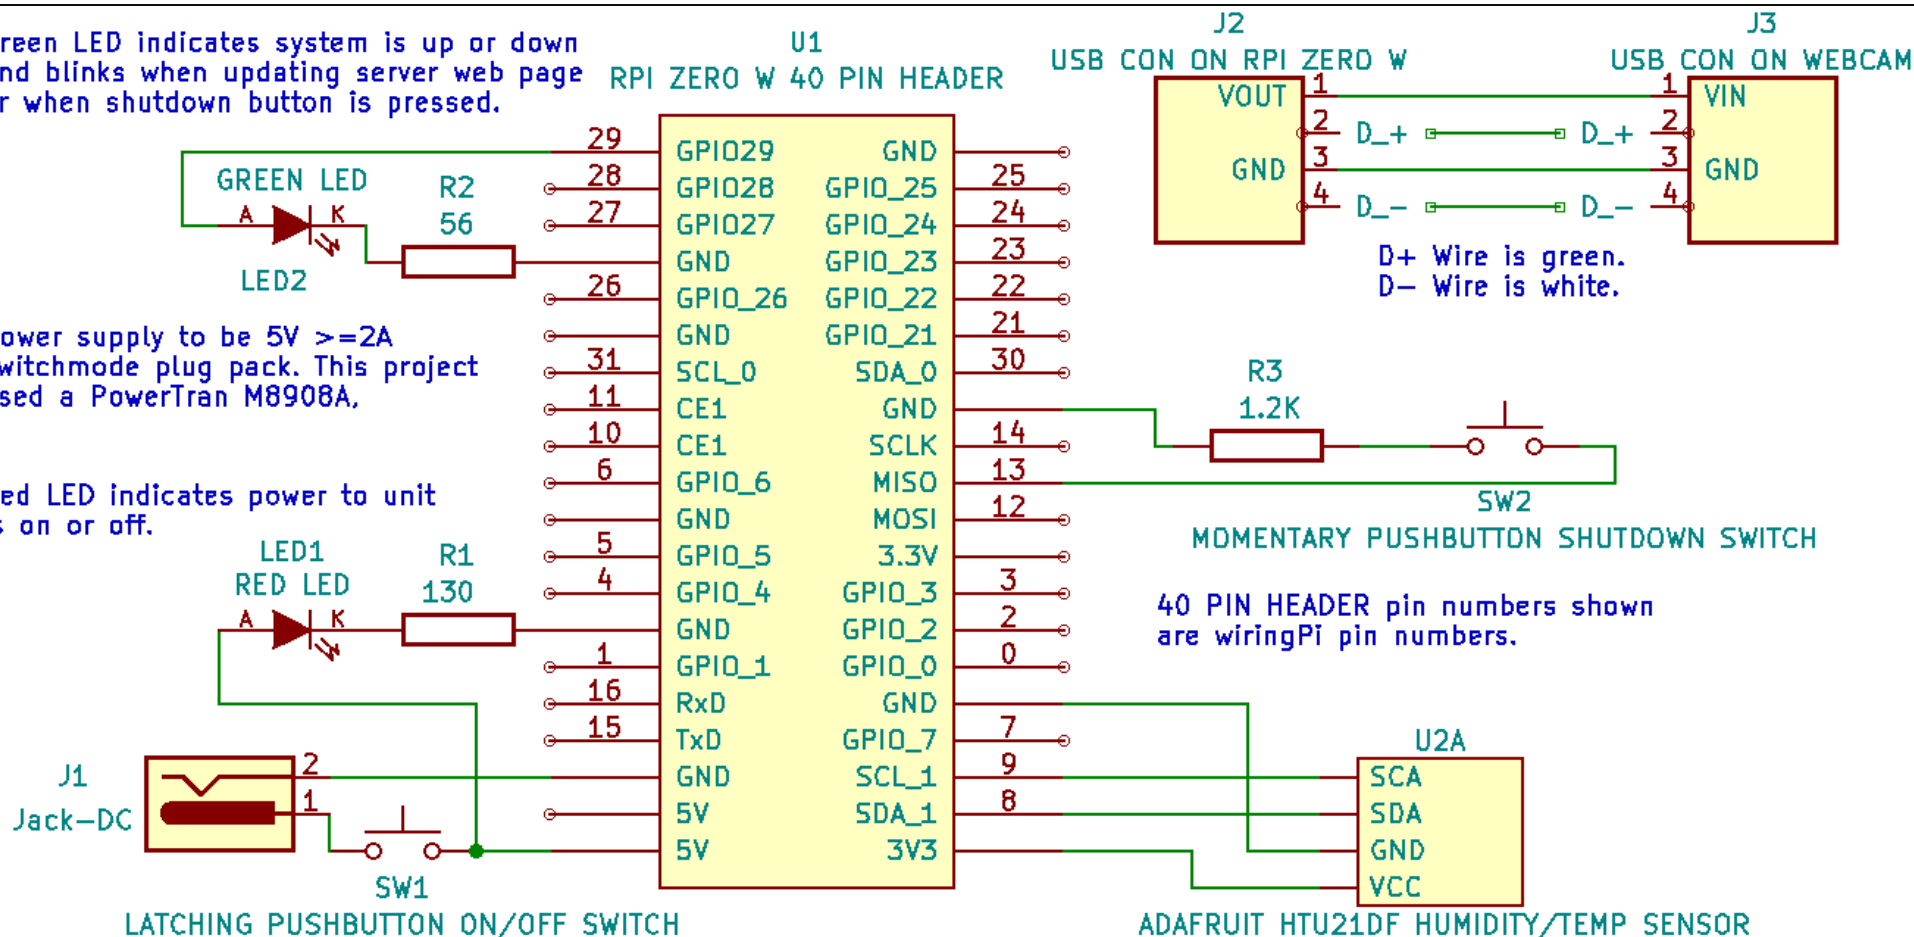 reen LED indicates system is up or down
nd blinks when updating server web page
r when shutdown button is pressed.
U1
RPI ZERO W 40 PIN HEADER
J2
USB CON ON RPI ZERO W
J3
USB CON ON WEBCAM
VOUT 1
2 D_+
GND 3
4 D_-
1 VIN
D_+ 2
3 GND
D_- 4
D+ Wire is green.
D- Wire is white.
GREEN LED
A K
LED2
R2
56
29 GPIO29
28 GPIO28
27 GPIO27
GND
26 GPIO_26
GND
31 SCL_0
11 CE1
10 CE1
6 GPIO_6
GND
5 GPIO_5
4 GPIO_4
GND
1 GPIO_1
16 RxD
15 TxD
GND
5V
5V
GND
GPIO_25 25
GPIO_24 24
GPIO_23 23
GPIO_22 22
GPIO_21 21
SDA_0 30
GND
SCLK 14
MISO 13
MOSI 12
3.3V
GPIO_3 3
GPIO_2 2
GPIO_0 0
GND
GPIO_7 7
SCL_1 9
SDA_1 8
3V3
ower supply to be 5V >=2A
witchmode plug pack. This project
sed a PowerTran M8908A,
R3
1.2K
SW2
MOMENTARY PUSHBUTTON SHUTDOWN SWITCH
ed LED indicates power to unit
s on or off.
LED1
RED LED
A K
R1
130
40 PIN HEADER pin numbers shown
are wiringPi pin numbers.
J1
Jack-DC
2
1
SW1
LATCHING PUSHBUTTON ON/OFF SWITCH
U2A
SCA
SDA
GND
VCC
ADAFRUIT HTU21DF HUMIDITY/TEMP SENSOR